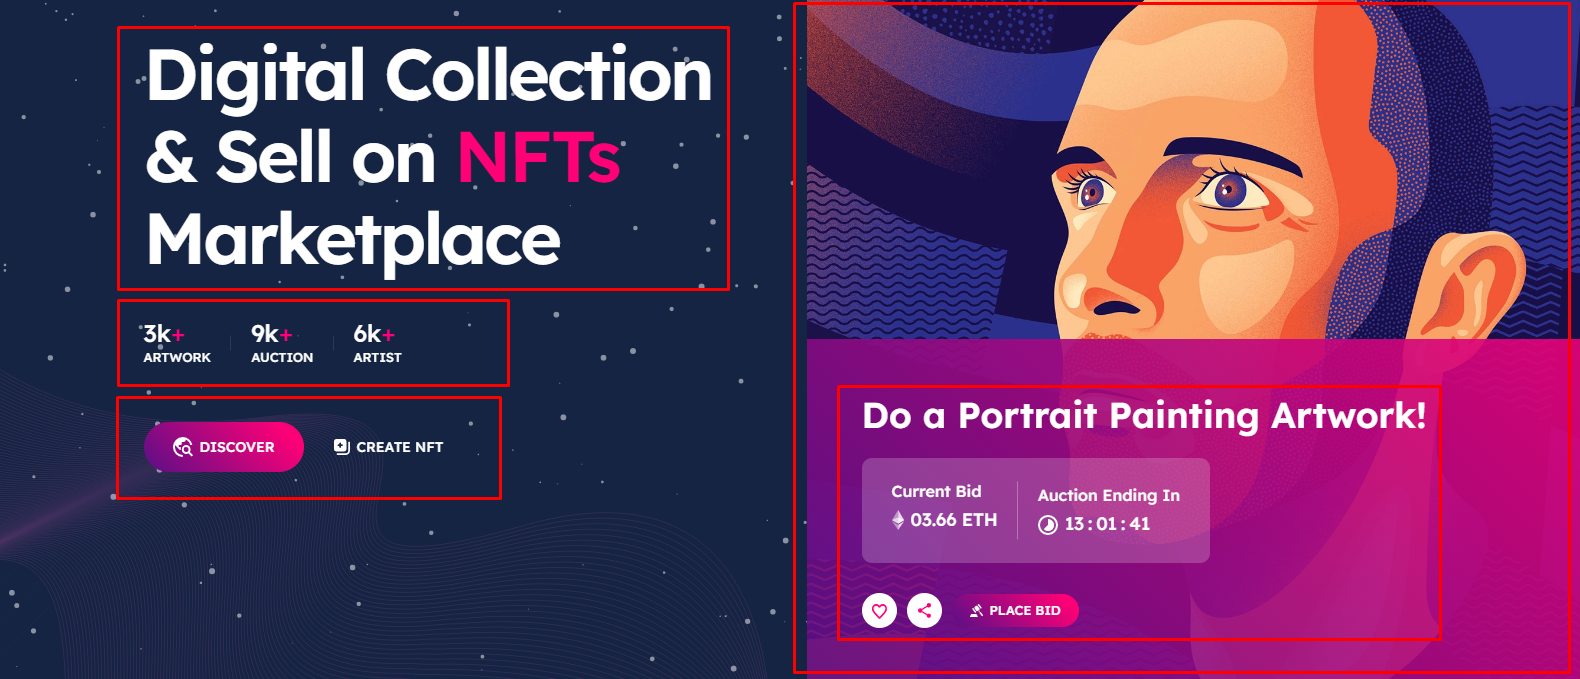 Digital Collection
& Sell on NFTs
Marketplace
3k+ 9k+ 6k+
ARTWORK AUCTION ARTIST
DISCOVER CREATE NFT
Do a Portrait Painting Artwork!
Current Bid
03.66 ETH
Auction Ending In
13 : 01 : 41
PLACE BID